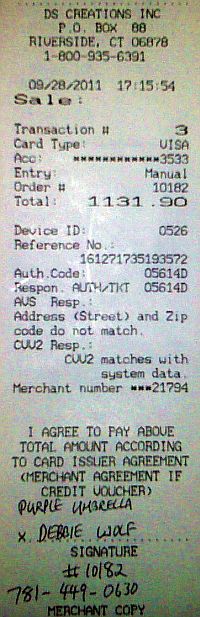 DS CREATIONS INC
P.O. BOX 88
RIVERSIDE, CT 06878
1-800-935-6391
09/28/2011 17:15:54
Sale:
Transaction # 3
Card Type: VISA
Acc: ************3533
Entry: Manual
Order # 10182
Total: 1131.90
Device ID: 0526
Reference No.:
161271735193572
Auth.Code: 05614D
Respon. AUTH/TKT 05614D
AVS Resp.:
Address (Street) and Zip
code do not match.
CVV2 Resp.:
CVV2 matches with
system data.
Merchant number ***21794
I AGREE TO PAY ABOVE
TOTAL AMOUNT ACCORDING
TO CARD ISSUER AGREEMENT
(MERCHANT AGREEMENT IF
CREDIT VOUCHER)
PURPLE UMBRELLA
X. DEBBIE WOLF
SIGNATURE
# 10182
781-449-0630
MERCHANT COPY